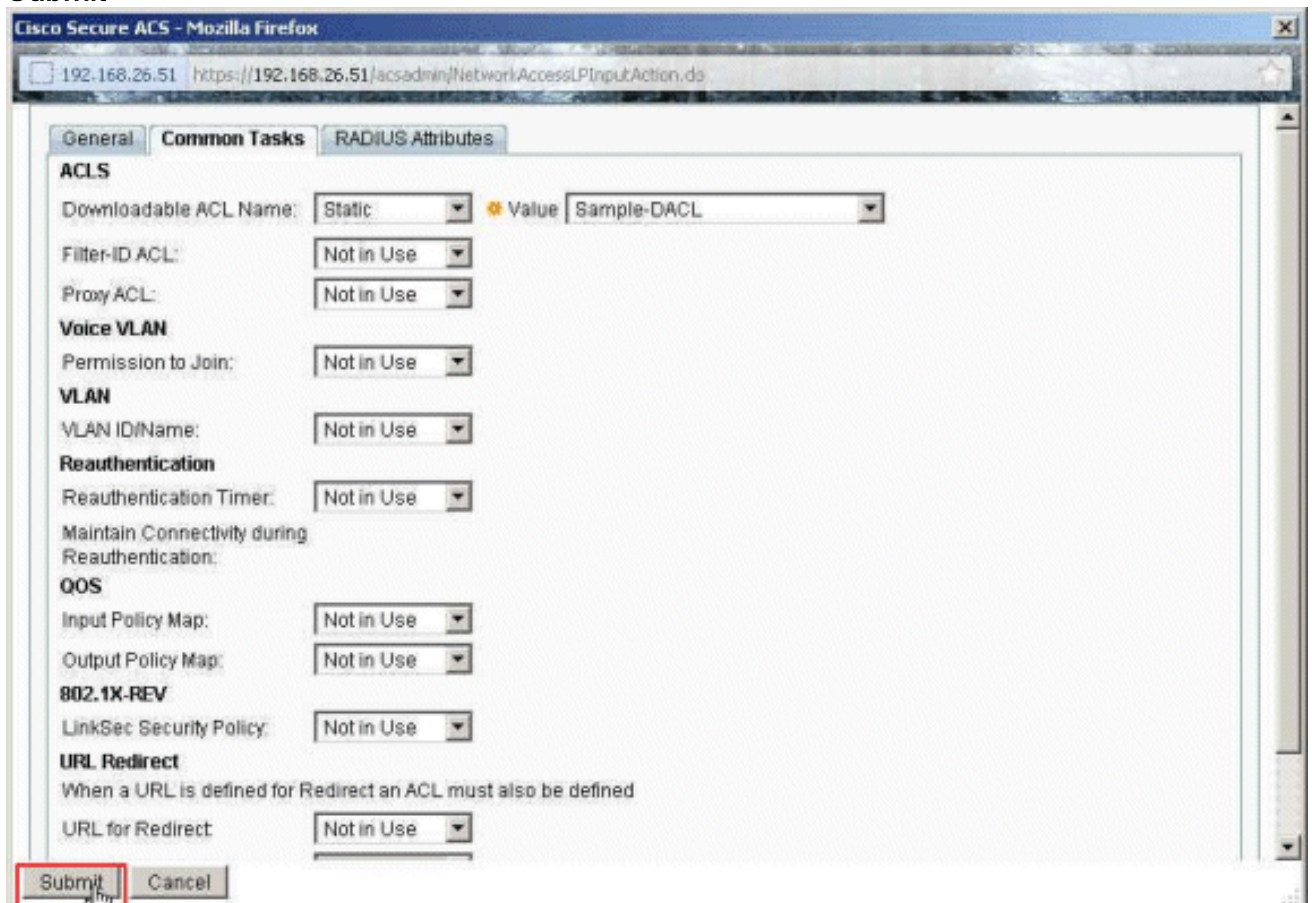 Cisco Secure ACS - Mozilla Firefox
192.168.26.51 https://192.168.26.51/acsadmin/NetworkAccessLPInputAction.do
General Common Tasks RADIUS Attributes
ACLS
Downloadable ACL Name: Static Value Sample-DACL
Filter-ID ACL: Not in Use
Proxy ACL: Not in Use
Voice VLAN
Permission to Join: Not in Use
VLAN
VLAN ID/Name: Not in Use
Reauthentication
Reauthentication Timer: Not in Use
Maintain Connectivity during
Reauthentication:
QOS
Input Policy Map: Not in Use
Output Policy Map: Not in Use
802.1X-REV
LinkSec Security Policy: Not in Use
URL Redirect
When a URL is defined for Redirect an ACL must also be defined
URL for Redirect Not in Use
Submit Cancel